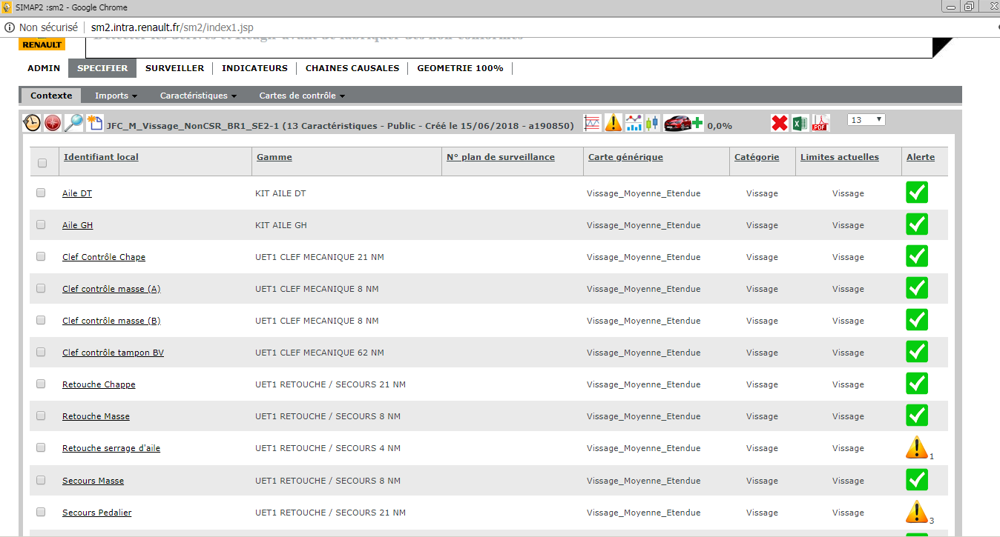 SIMAP2 :sm2 - Google Chrome
Non sécurisé sm2.intra.renault.fr/sm2/index1.jsp
RENAULT
ADMIN SPECIFIER SURVEILLER INDICATEURS CHAINES CAUSALES GEOMETRIE 100%
Contexte Imports Caractéristiques Cartes de contrôle
JFC_M_Vissage_NonCSR_BR1_SE2-1 (13 Caractéristiques - Public - Créé le 15/06/2018 - a190850) 0,0% PDF 13
Identifiant local Gamme N° plan de surveillance Carte générique Catégorie Limites actuelles Alerte
Aile DT KIT AILE DT Vissage_Moyenne_Etendue Vissage Vissage
Aile GH KIT AILE GH Vissage_Moyenne_Etendue Vissage Vissage
Clef Contrôle Chape UET1 CLEF MECANIQUE 21 NM Vissage_Moyenne_Etendue Vissage Vissage
Clef contrôle masse (A) UET1 CLEF MECANIQUE 8 NM Vissage_Moyenne_Etendue Vissage Vissage
Clef contrôle masse (B) UET1 CLEF MECANIQUE 8 NM Vissage_Moyenne_Etendue Vissage Vissage
Clef contrôle tampon BV UET1 CLEF MECANIQUE 62 NM Vissage_Moyenne_Etendue Vissage Vissage
Retouche Chappe UET1 RETOUCHE / SECOURS 21 NM Vissage_Moyenne_Etendue Vissage Vissage
Retouche Masse UET1 RETOUCHE / SECOURS 8 NM Vissage_Moyenne_Etendue Vissage Vissage
Retouche serrage d'aile UET1 RETOUCHE / SECOURS 4 NM Vissage_Moyenne_Etendue Vissage Vissage 1
Secours Masse UET1 RETOUCHE / SECOURS 8 NM Vissage_Moyenne_Etendue Vissage Vissage
Secours Pedalier UET1 RETOUCHE / SECOURS 21 NM Vissage_Moyenne_Etendue Vissage Vissage 3